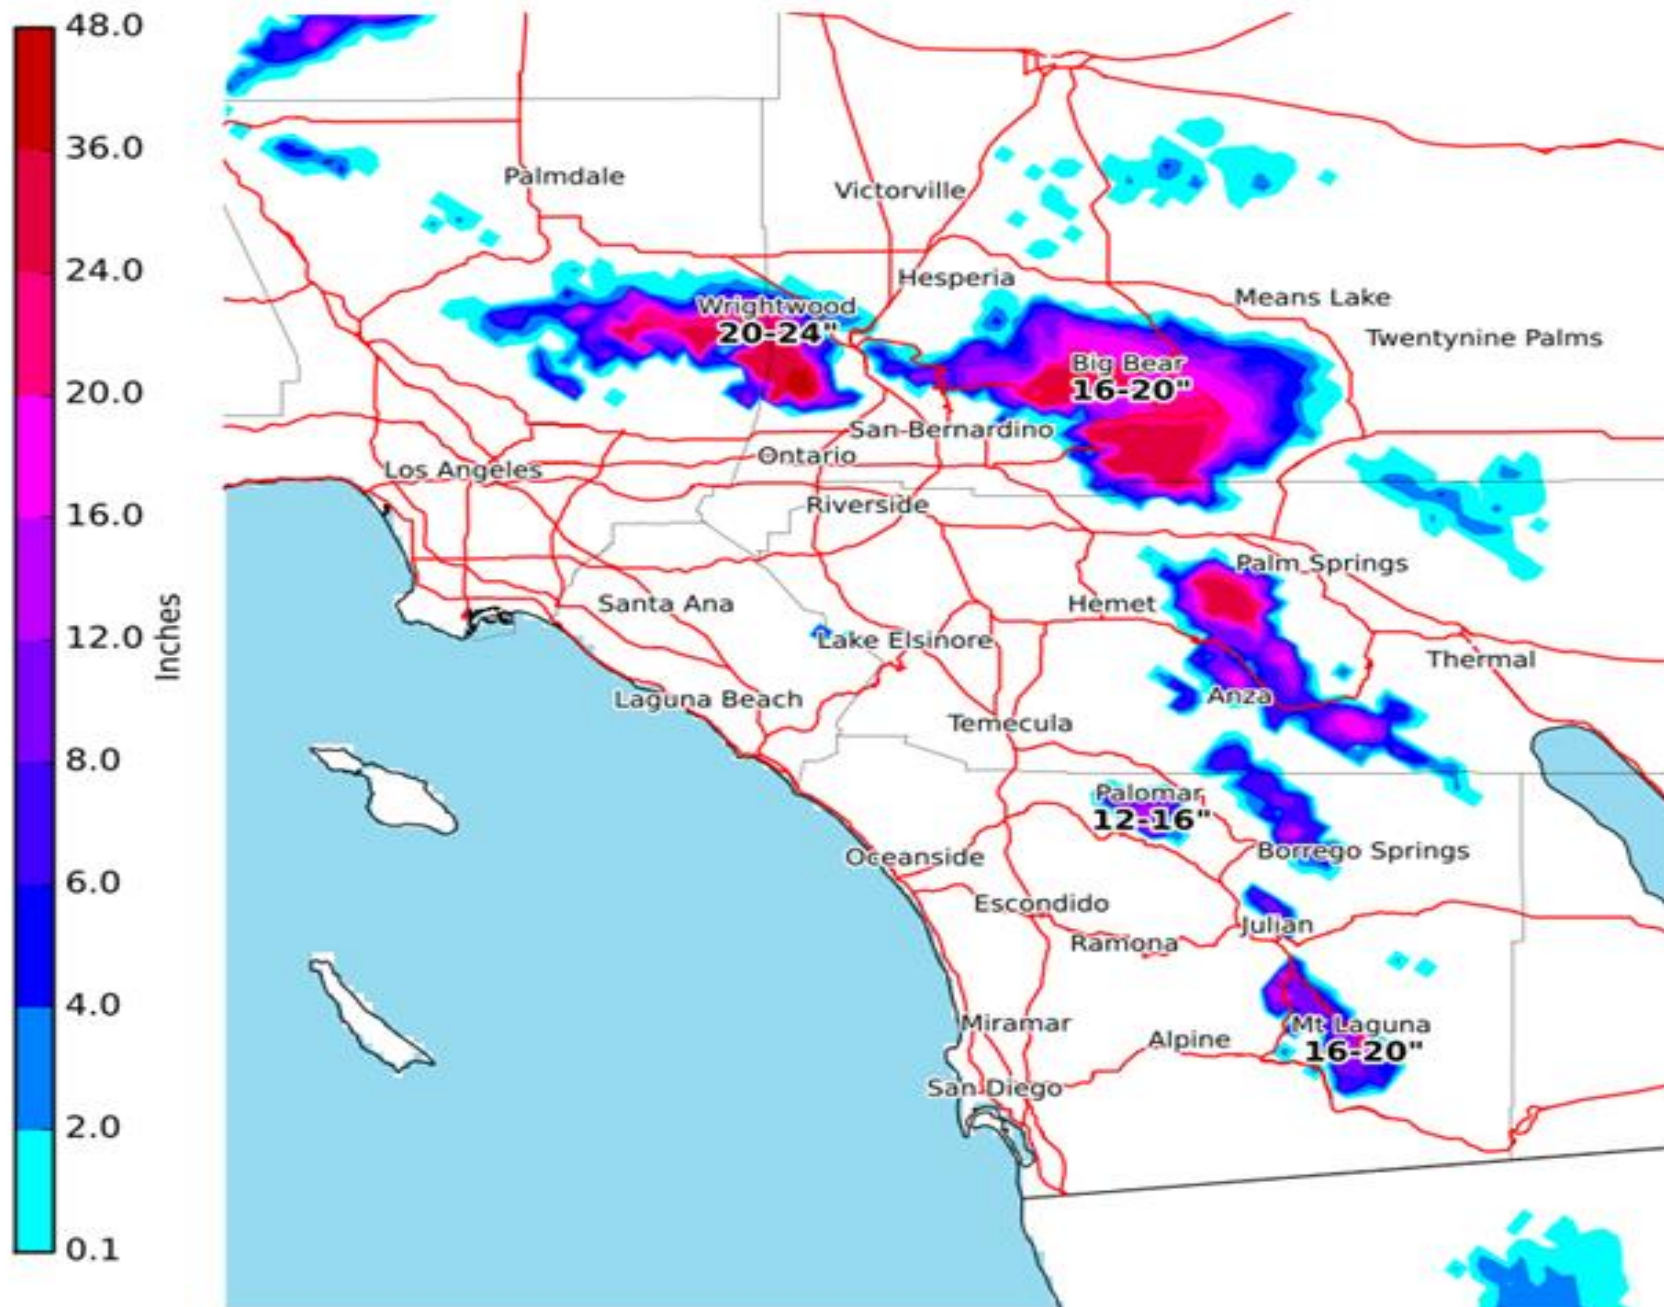 48.0
36.0
24.0
20.0
16.0
12.0
8.0
6.0
4.0
2.0
0.1
Inches
Palmdale
Victorville
Hesperia
Means Lake
Wrightwood
20-24"
Twentynine Palms
Big Bear
16-20"
San Bernardino
Ontario
Los Angeles
Riverside
Palm Springs
Santa Ana
Hemet
Lake Elsinore
Thermal
Laguna Beach
Anza
Temecula
Palomar
12-16"
Oceanside
Borrego Springs
Escondido
Julian
Ramona
Miramar
Mt Laguna
16-20"
Alpine
San Diego